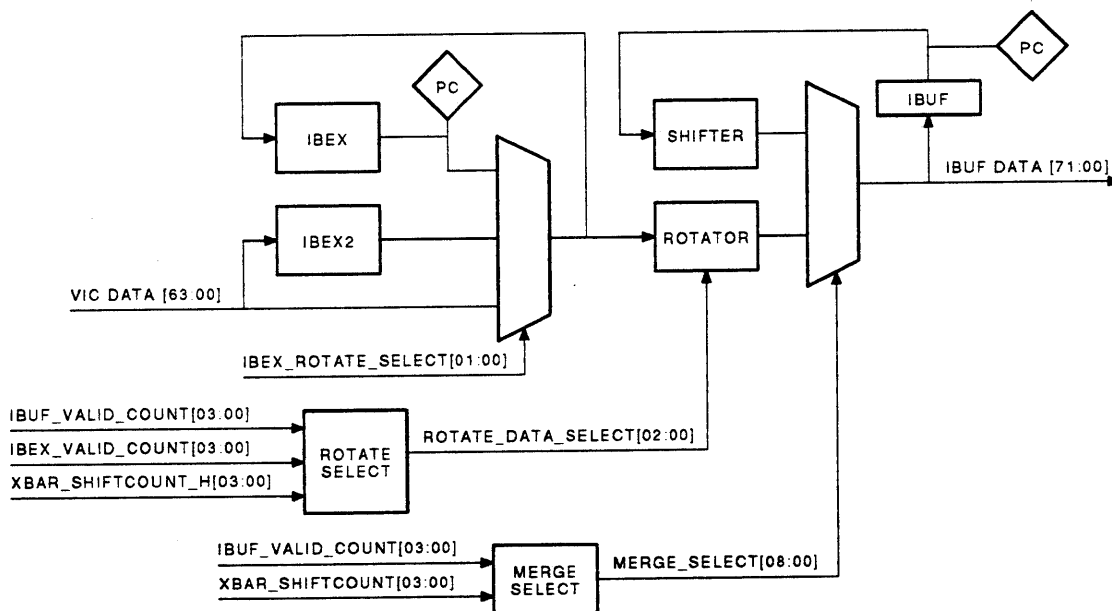 PC
PC
IBUF
IBEX
SHIFTER
IBUF DATA [71:00]
IBEX2
ROTATOR
VIC DATA [63:00]
IBEX_ROTATE_SELECT[01:00]
IBUF_VALID_COUNT[03:00]
IBEX_VALID_COUNT[03:00]
XBAR_SHIFTCOUNT_H[03:00]
ROTATE
SELECT
ROTATE_DATA_SELECT[02:00]
IBUF_VALID_COUNT[03:00]
XBAR_SHIFTCOUNT[03:00]
MERGE
SELECT
MERGE_SELECT[08:00]